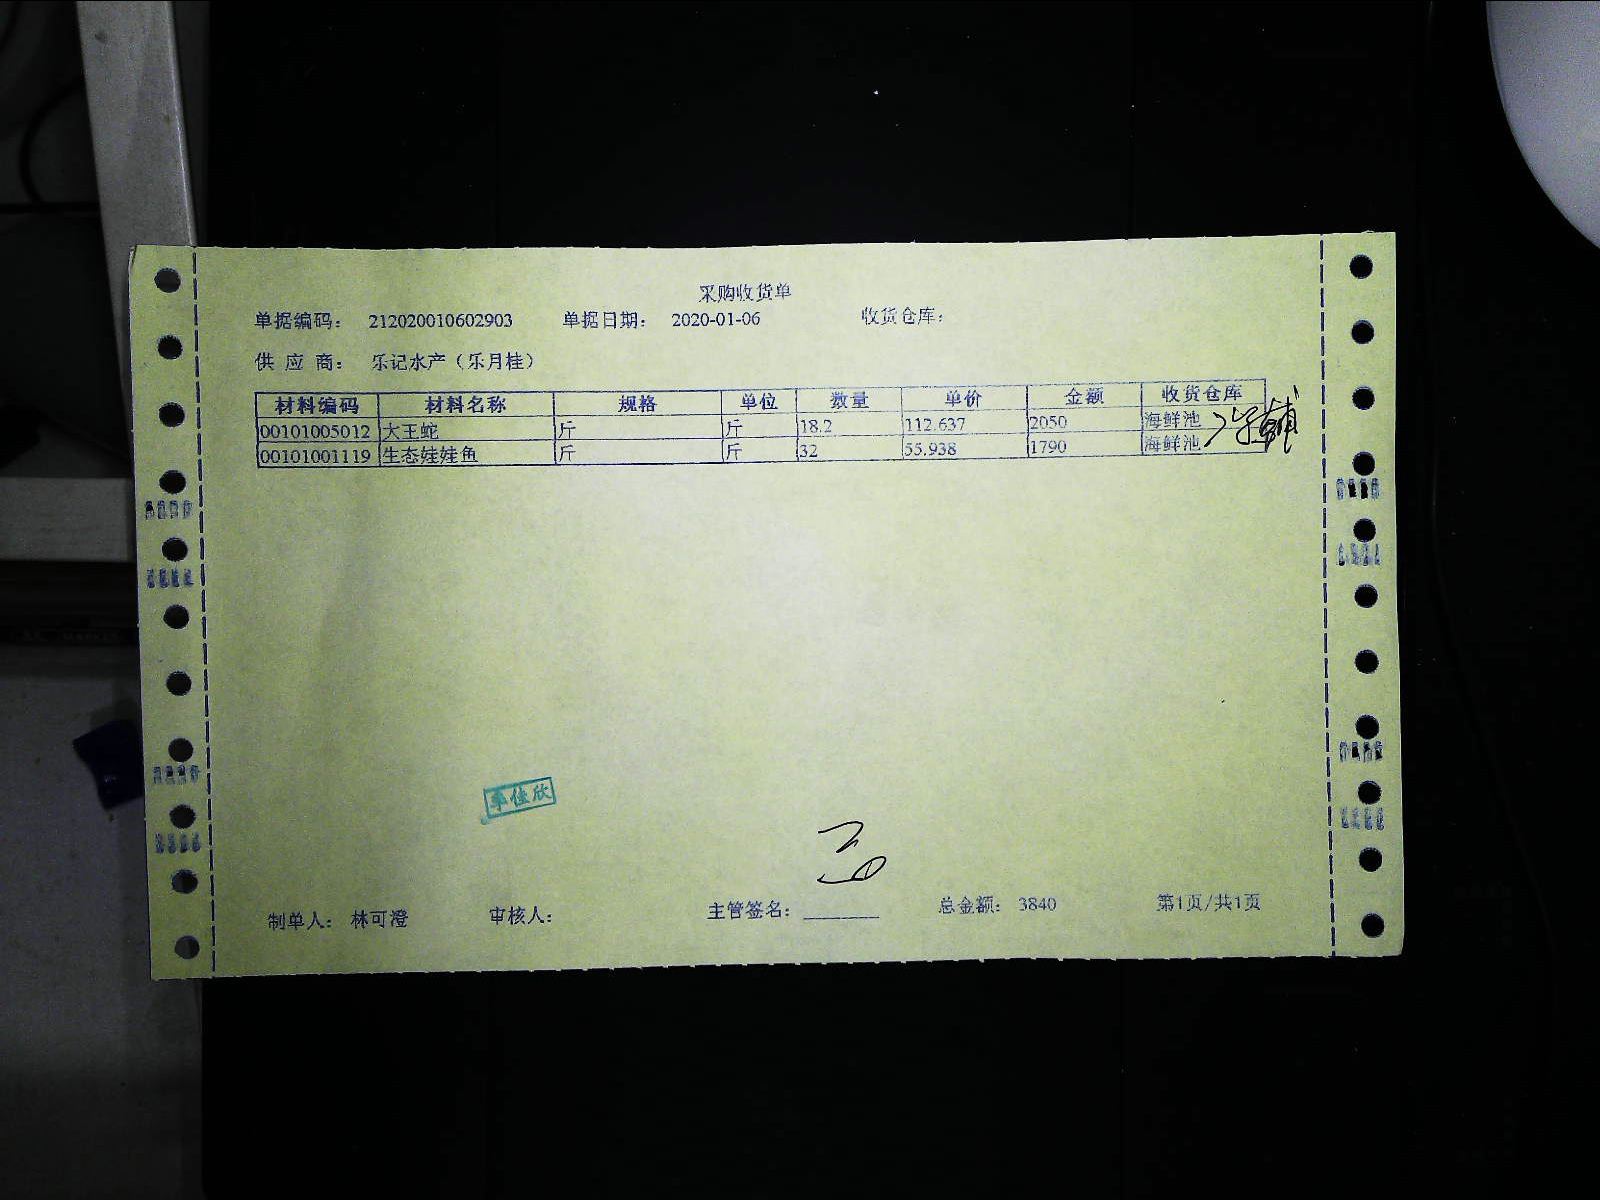 采购收货单
单据编码： 212020010602903 单据日期： 2020-01-06 收货仓库：
供 应 商： 乐记水产（乐月桂）
材料编码 材料名称 规格 单位 数量 单价 金额 收货仓库
00101005012 大王蛇 斤 斤 18.2 112.637 2050 海鲜池
00101001119 生态娃娃鱼 斤 斤 32 55.938 1790 海鲜池
佳欣
制单人： 林可澄 审核人： 主管签名： 总金额： 3840 第1页/共1页